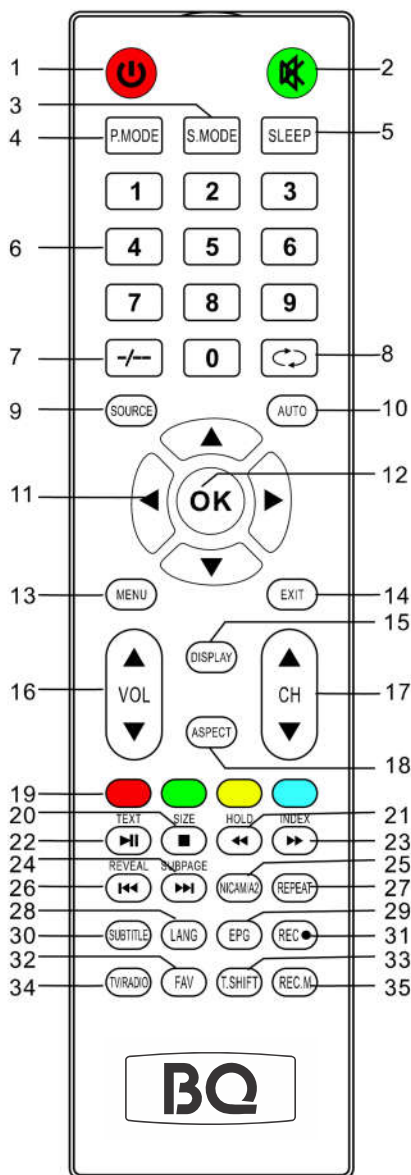 1 2
3
4 P.MODE S.MODE SLEEP 5
1 2 3
6 4 5 6
7 8 9
7 -/-- 0 8
9 SOURCE AUTO 10
11 OK 12
13 MENU EXIT 14
15
DISPLAY
16 VOL CH 17
ASPECT
18
19
20 TEXT SIZE HOLD INDEX 21
22 23
24 REVEAL SUBPAGE 25
26 NICAM/A2 REPEAT 27
28 29
30 SUBTITLE LANG EPG REC● 31
32 33
34 TV/RADIO FAV T.SHIFT REC.M 35
BQ